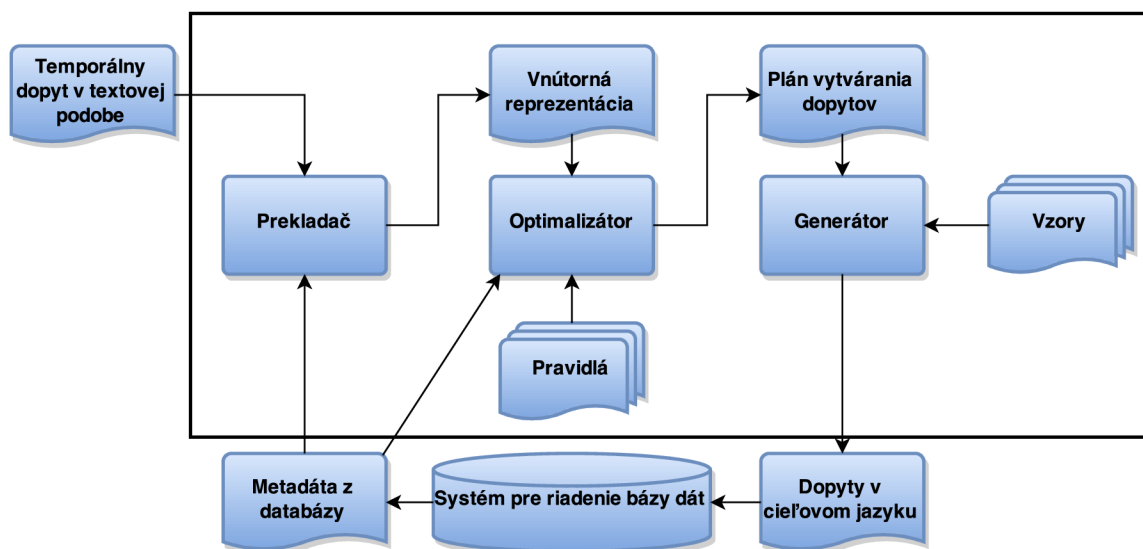 Temporálny
dopyt v textovej
podobe
Vnútorná
reprezentácia
Plán vytvárania
dopytov
Prekladač
Optimalizátor
Generátor
Vzory
Pravidlá
Metadáta z
databázy
Systém pre riadenie bázy dát
Dopyty v
cieľovom jazyku